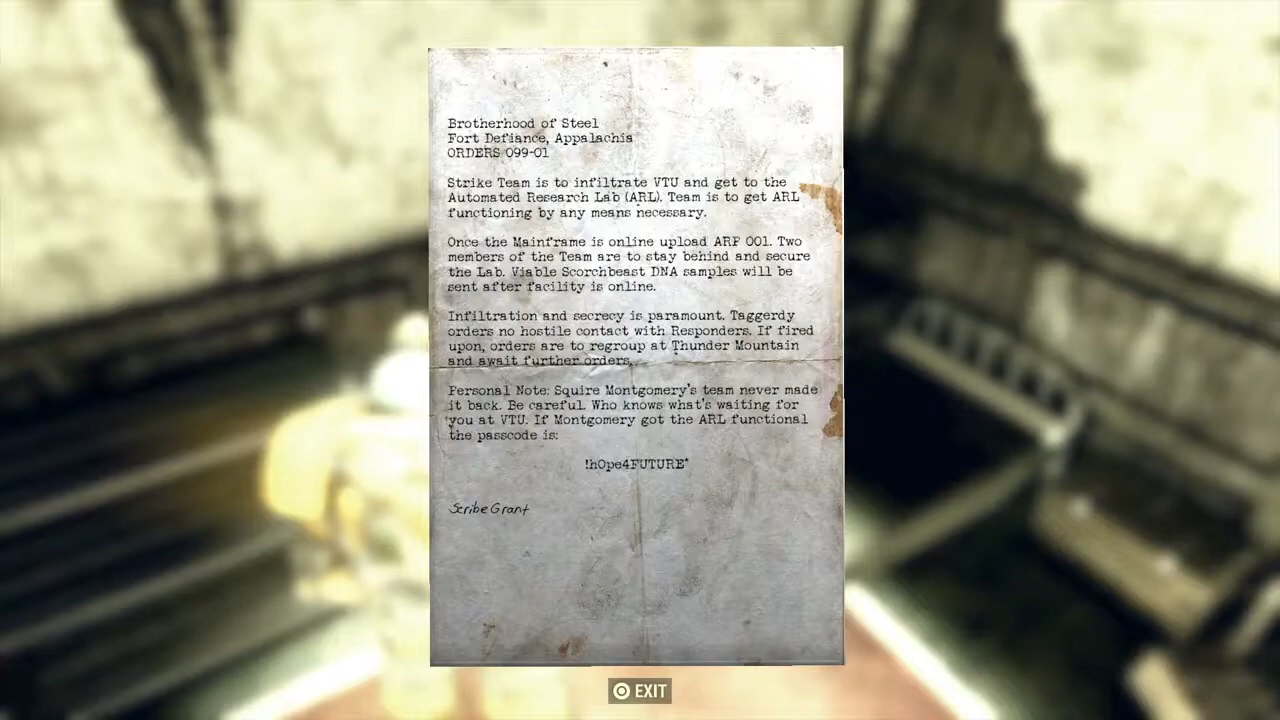 Brotherhood of Steel
Fort Defiance, Appalachia
ORDERS 099-01
Strike Team is to infiltrate VTU and get to the
Automated Research Lab (ARL). Team is to get ARL
functioning by any means necessary.
Once the Mainframe is online upload ARP 001. Two
members of the Team are to stay behind and secure
the Lab. Viable Scorchbeast DNA samples will be
sent after facility is online.
Infiltration and secrecy is paramount. Taggerdy
orders no hostile contact with Responders. If fired
upon, orders are to regroup at Thunder Mountain
and await further orders.
Personal Note: Squire Montgomery's team never made
it back. Be careful. Who knows what's waiting for
you at VTU. If Montgomery got the ARL functional
the passcode is:
!hOpe4FUTURE*
Scribe Grant
EXIT